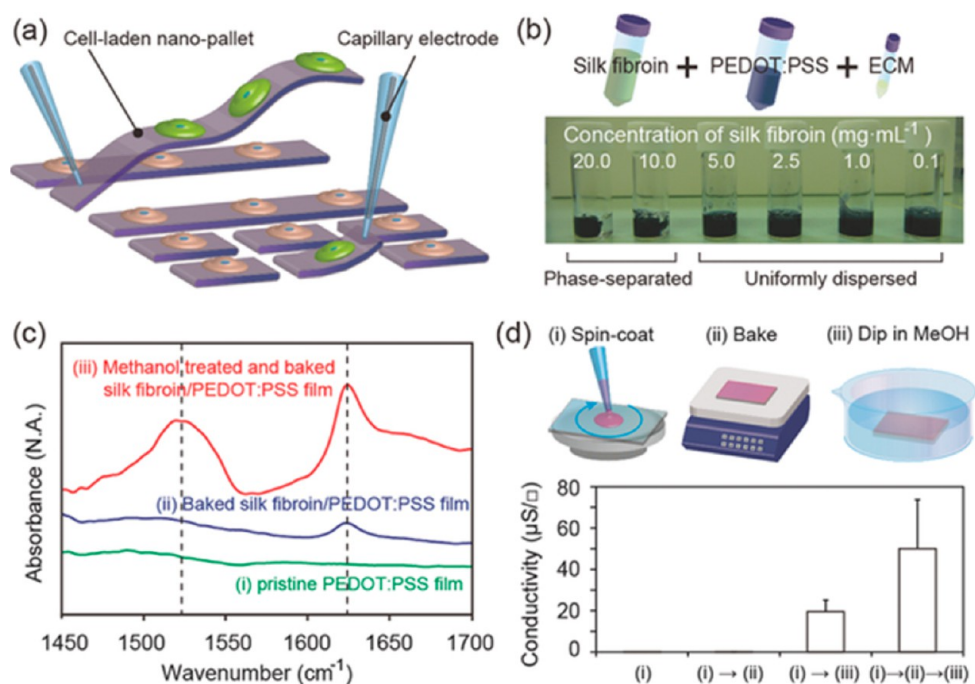 (a)
Cell-laden nano-pallet
Capillary electrode
(b)
Silk fibroin + PEDOT:PSS + ECM
Concentration of silk fibroin (mg·mL⁻¹)
20.0 10.0 5.0 2.5 1.0 0.1
Phase-separated
Uniformly dispersed
(c)
Absorbance (N.A.)
(iii) Methanol treated and baked
silk fibroin/PEDOT:PSS film
(ii) Baked silk fibroin/PEDOT:PSS film
(i) pristine PEDOT:PSS film
1450 1500 1550 1600 1650 1700
Wavenumber (cm⁻¹)
(d)
(i) Spin-coat
(ii) Bake
(iii) Dip in MeOH
Conductivity (µS/□)
80
60
40
20
0
(i) (i) → (ii) (i) → (iii) (i)→(ii)→(iii)